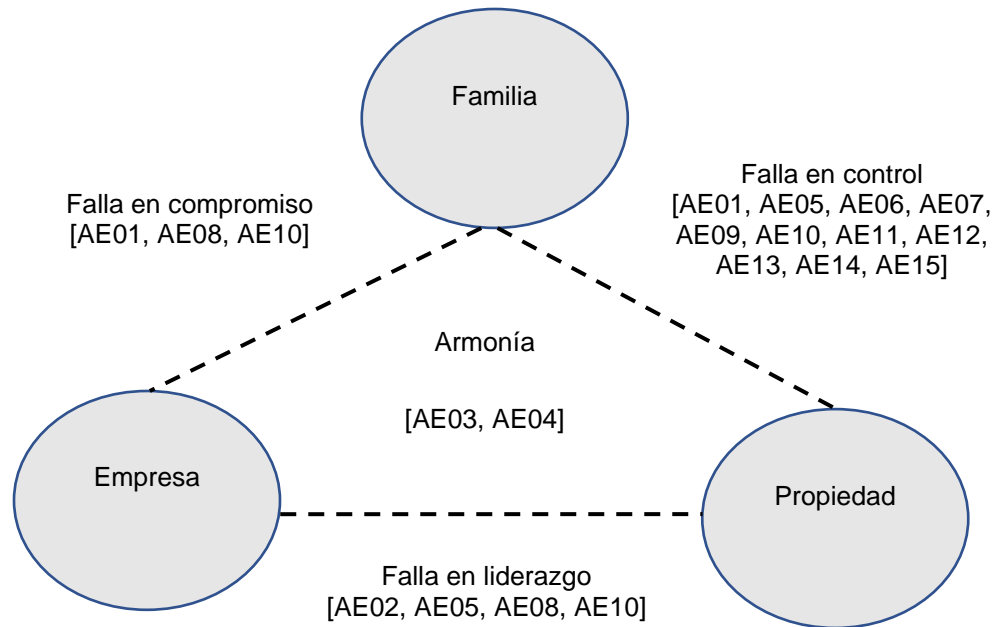 Familia
Falla en compromiso
[AE01, AE08, AE10]
Falla en control
[AE01, AE05, AE06, AE07,
AE09, AE10, AE11, AE12,
AE13, AE14, AE15]
Armonía
[AE03, AE04]
Empresa
Propiedad
Falla en liderazgo
[AE02, AE05, AE08, AE10]